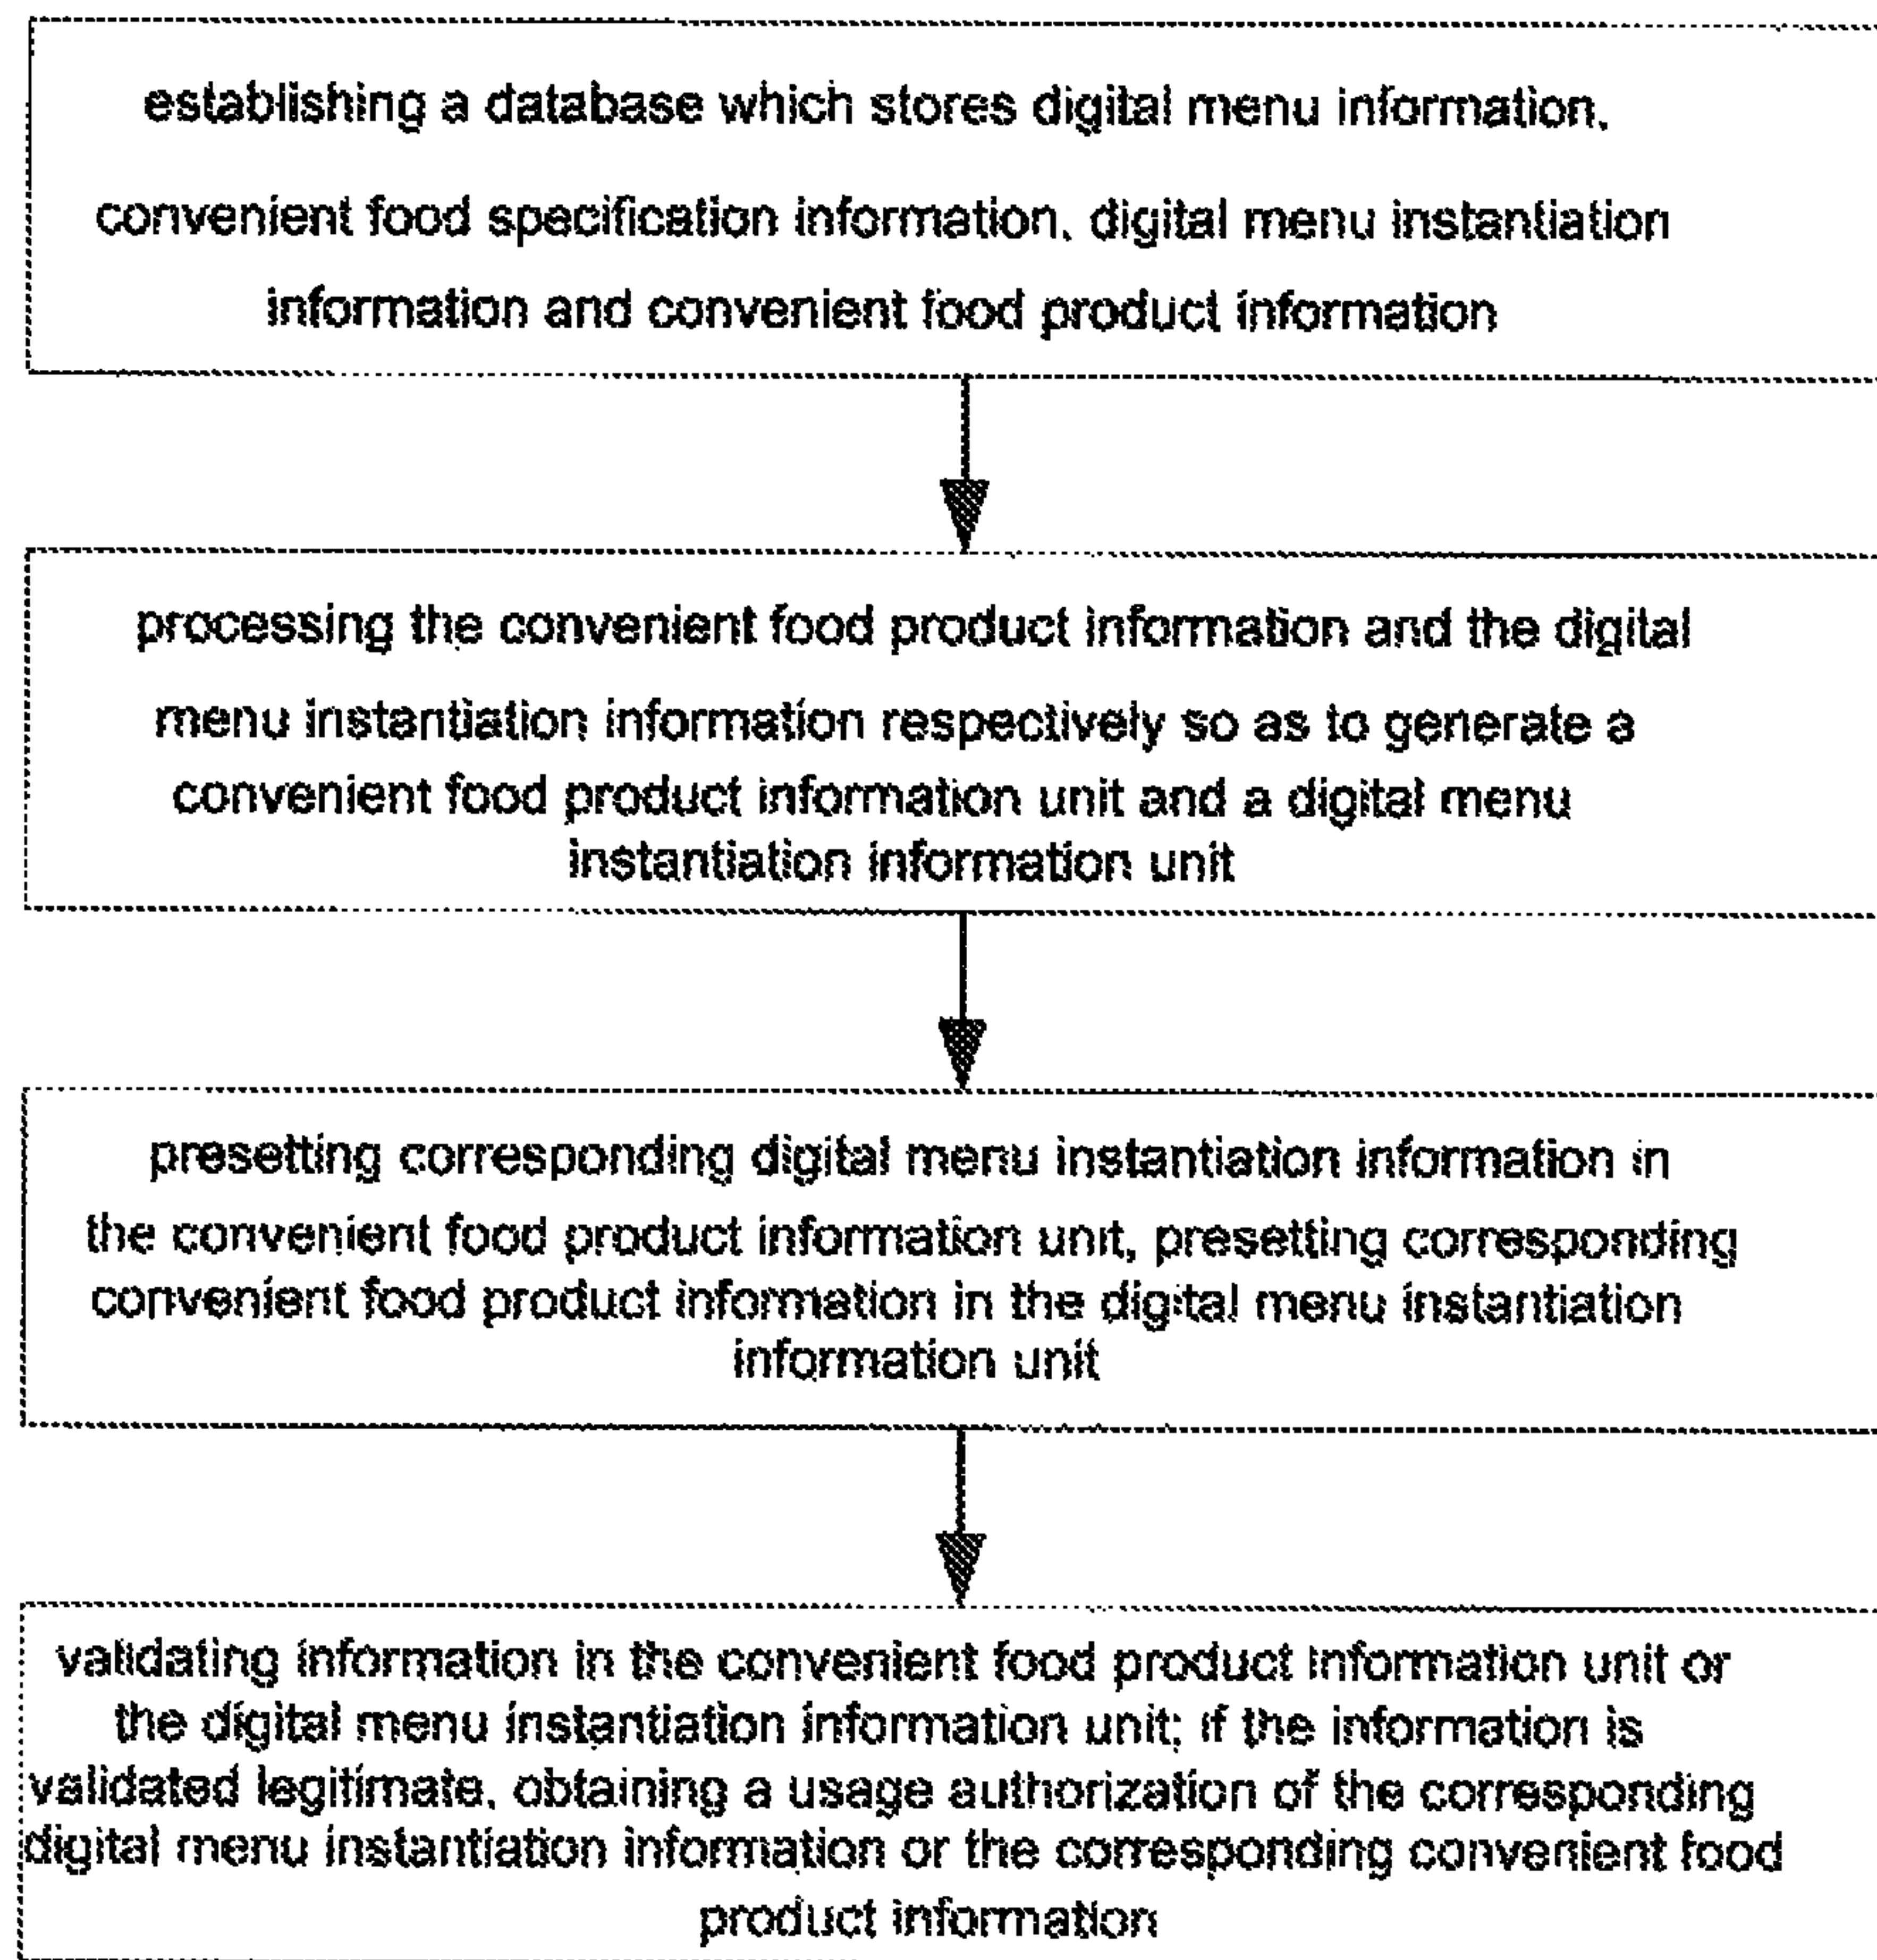 establishing a database which stores digital menu information,
convenient food specification information, digital menu instantiation
information and convenient food product information
processing the convenient food product information and the digital
menu instantiation information respectively so as to generate a
convenient food product information unit and a digital menu
instantiation information unit
presetting corresponding digital menu instantiation information in
the convenient food product information unit, presetting corresponding
convenient food product information in the digital menu instantiation
information unit
validating information in the convenient food product information unit or
the digital menu instantiation information unit; if the information is
validated legitimate, obtaining a usage authorization of the corresponding
digital menu instantiation information or the corresponding convenient food
product information